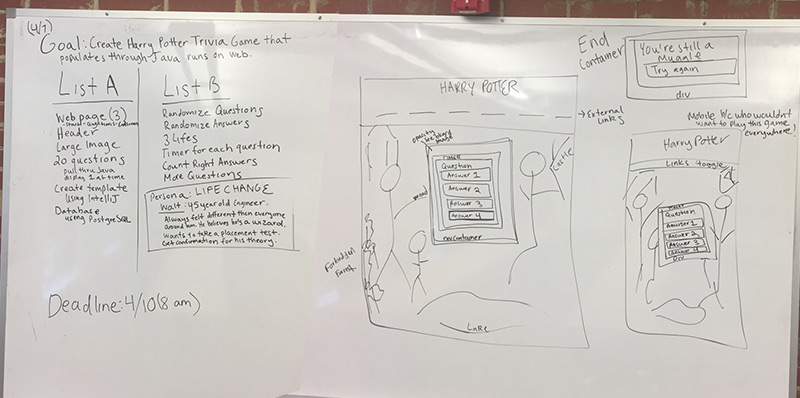 (4/7)
Goal: Create Harry Potter Trivia Game that
populates through Java runs on web.
List A
Web page (3)
Header
Large Image
20 questions
pull thru Java
display 1 at time
Create template
using IntelliJ
Database
using PostgreSQL
List B
Randomize Questions
Randomize Answers
3 Lifes
Timer for each question
Count Right Answers
More Questions
Persona: LIFE CHANGE
Walt: 45 year old Engineer.
Always felt different then everyone
around him. He believes he's a wizard.
Wants to take a placement test.
Get confirmation for his theory.
Deadline: 4/10 (8 am)
HARRY POTTER
→ External
Links
opacity
Timer
Question
Answer 1
Answer 2
Answer 3
Answer 4
div container
Castle
Forbidden
Forest
Lake
End
Container
You're still a
Muggle
Try again
div
Mobile b/c who wouldn't
want to play this game
everywhere!
Harry Potter
Links toggle
Timer
Question
Answer 1
Answer 2
Answer 3
Answer 4
Div